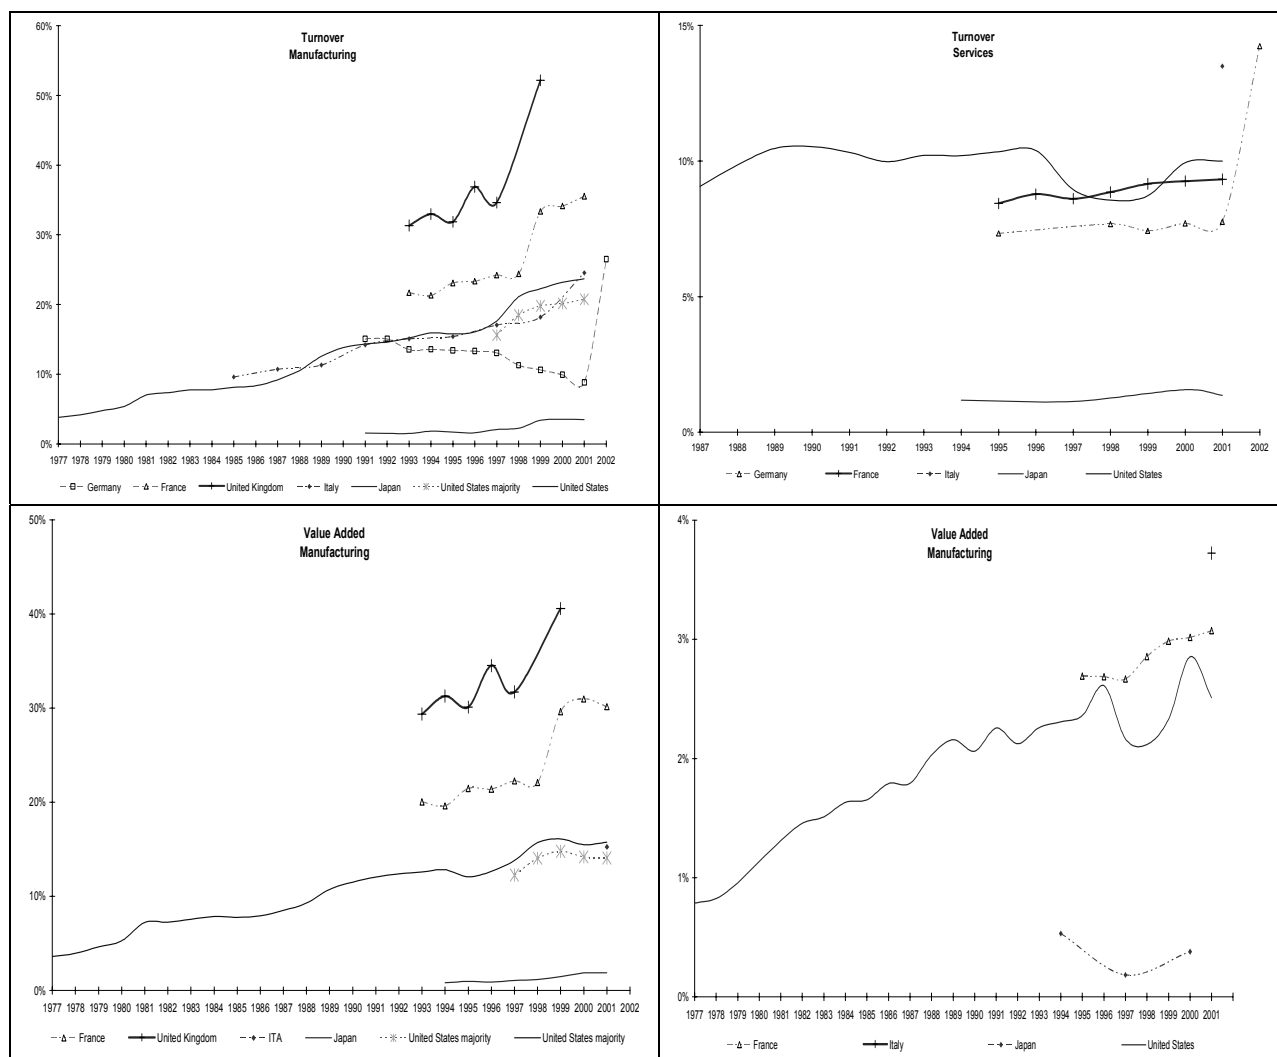 Turnover
Manufacturing
60%
50%
40%
30%
20%
10%
0%
1977 1978 1979 1980 1981 1982 1983 1984 1985 1986 1987 1988 1989 1990 1991 1992 1993 1994 1995 1996 1997 1998 1999 2000 2001 2002
Germany France United Kingdom Italy Japan United States majority United States
Turnover
Services
15%
10%
5%
0%
1987 1988 1989 1990 1991 1992 1993 1994 1995 1996 1997 1998 1999 2000 2001 2002
Germany France Italy Japan United States
Value Added
Manufacturing
50%
40%
30%
20%
10%
0%
1977 1978 1979 1980 1981 1982 1983 1984 1985 1986 1987 1988 1989 1990 1991 1992 1993 1994 1995 1996 1997 1998 1999 2000 2001 2002
France United Kingdom ITA Japan United States majority United States majority
Value Added
Manufacturing
4%
3%
2%
1%
0%
1977 1978 1979 1980 1981 1982 1983 1984 1985 1986 1987 1988 1989 1990 1991 1992 1993 1994 1995 1996 1997 1998 1999 2000 2001
France Italy Japan United States